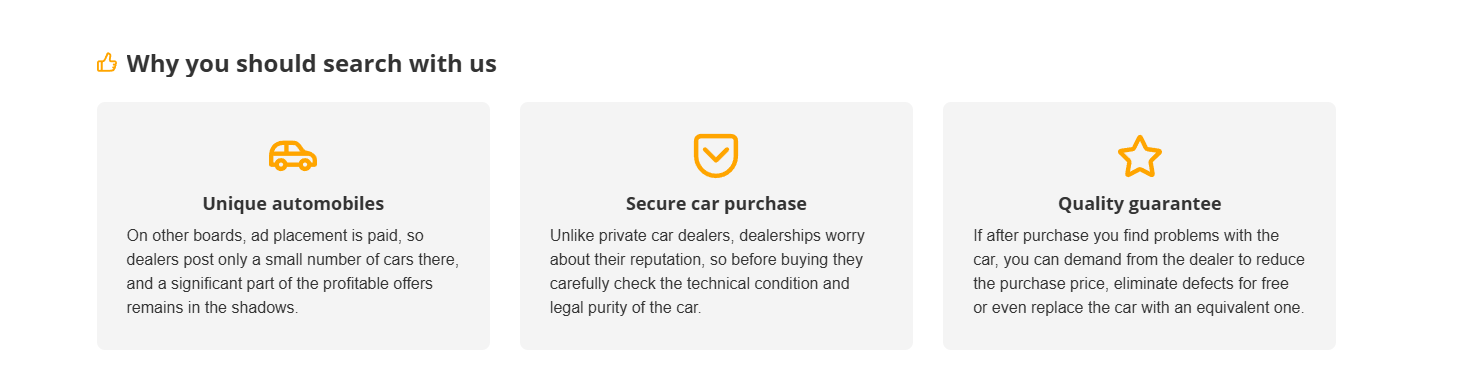 Why you should search with us
Unique automobiles
On other boards, ad placement is paid, so
dealers post only a small number of cars there,
and a significant part of the profitable offers
remains in the shadows.
Secure car purchase
Unlike private car dealers, dealerships worry
about their reputation, so before buying they
carefully check the technical condition and
legal purity of the car.
Quality guarantee
If after purchase you find problems with the
car, you can demand from the dealer to reduce
the purchase price, eliminate defects for free
or even replace the car with an equivalent one.